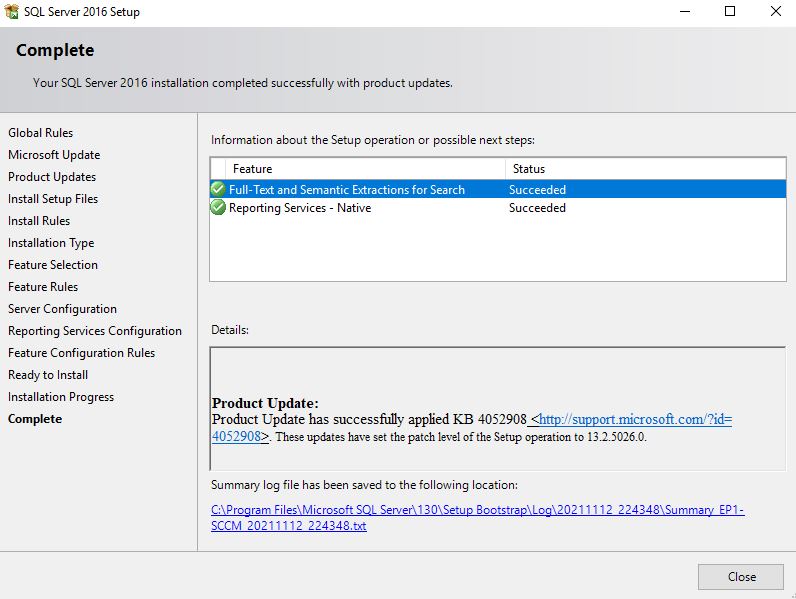 SQL Server 2016 Setup
Complete
Your SQL Server 2016 installation completed successfully with product updates.
Global Rules
Microsoft Update
Product Updates
Install Setup Files
Install Rules
Installation Type
Feature Selection
Feature Rules
Server Configuration
Reporting Services Configuration
Feature Configuration Rules
Ready to Install
Installation Progress
Complete
Information about the Setup operation or possible next steps:
Feature Status
Full-Text and Semantic Extractions for Search Succeeded
Reporting Services - Native Succeeded
Details:
Product Update:
Product Update has successfully applied KB 4052908 <http://support.microsoft.com/?id=
4052908>. These updates have set the patch level of the Setup operation to 13.2.5026.0.
Summary log file has been saved to the following location:
C:\Program Files\Microsoft SQL Server\130\Setup Bootstrap\Log\20211112_224348\Summary_EP1-
SCCM_20211112_224348.txt
Close